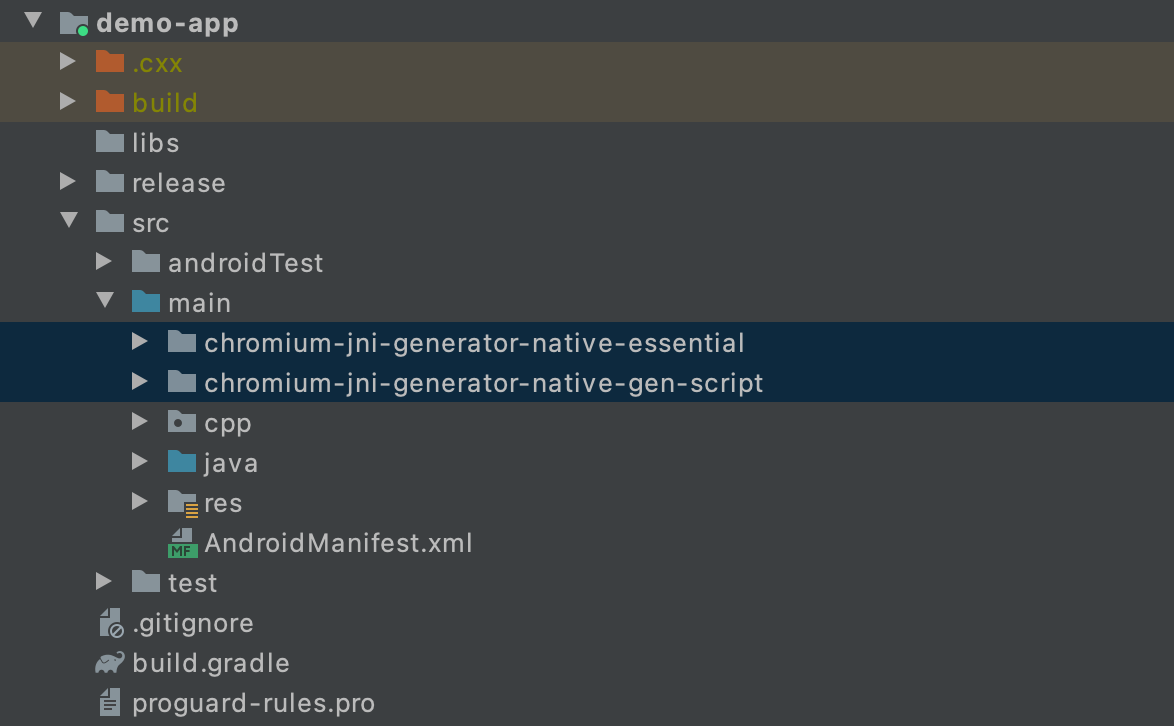 demo-app
.cxx
build
libs
release
src
androidTest
main
chromium-jni-generator-native-essential
chromium-jni-generator-native-gen-script
cpp
java
res
MF AndroidManifest.xml
test
.gitignore
build.gradle
proguard-rules.pro